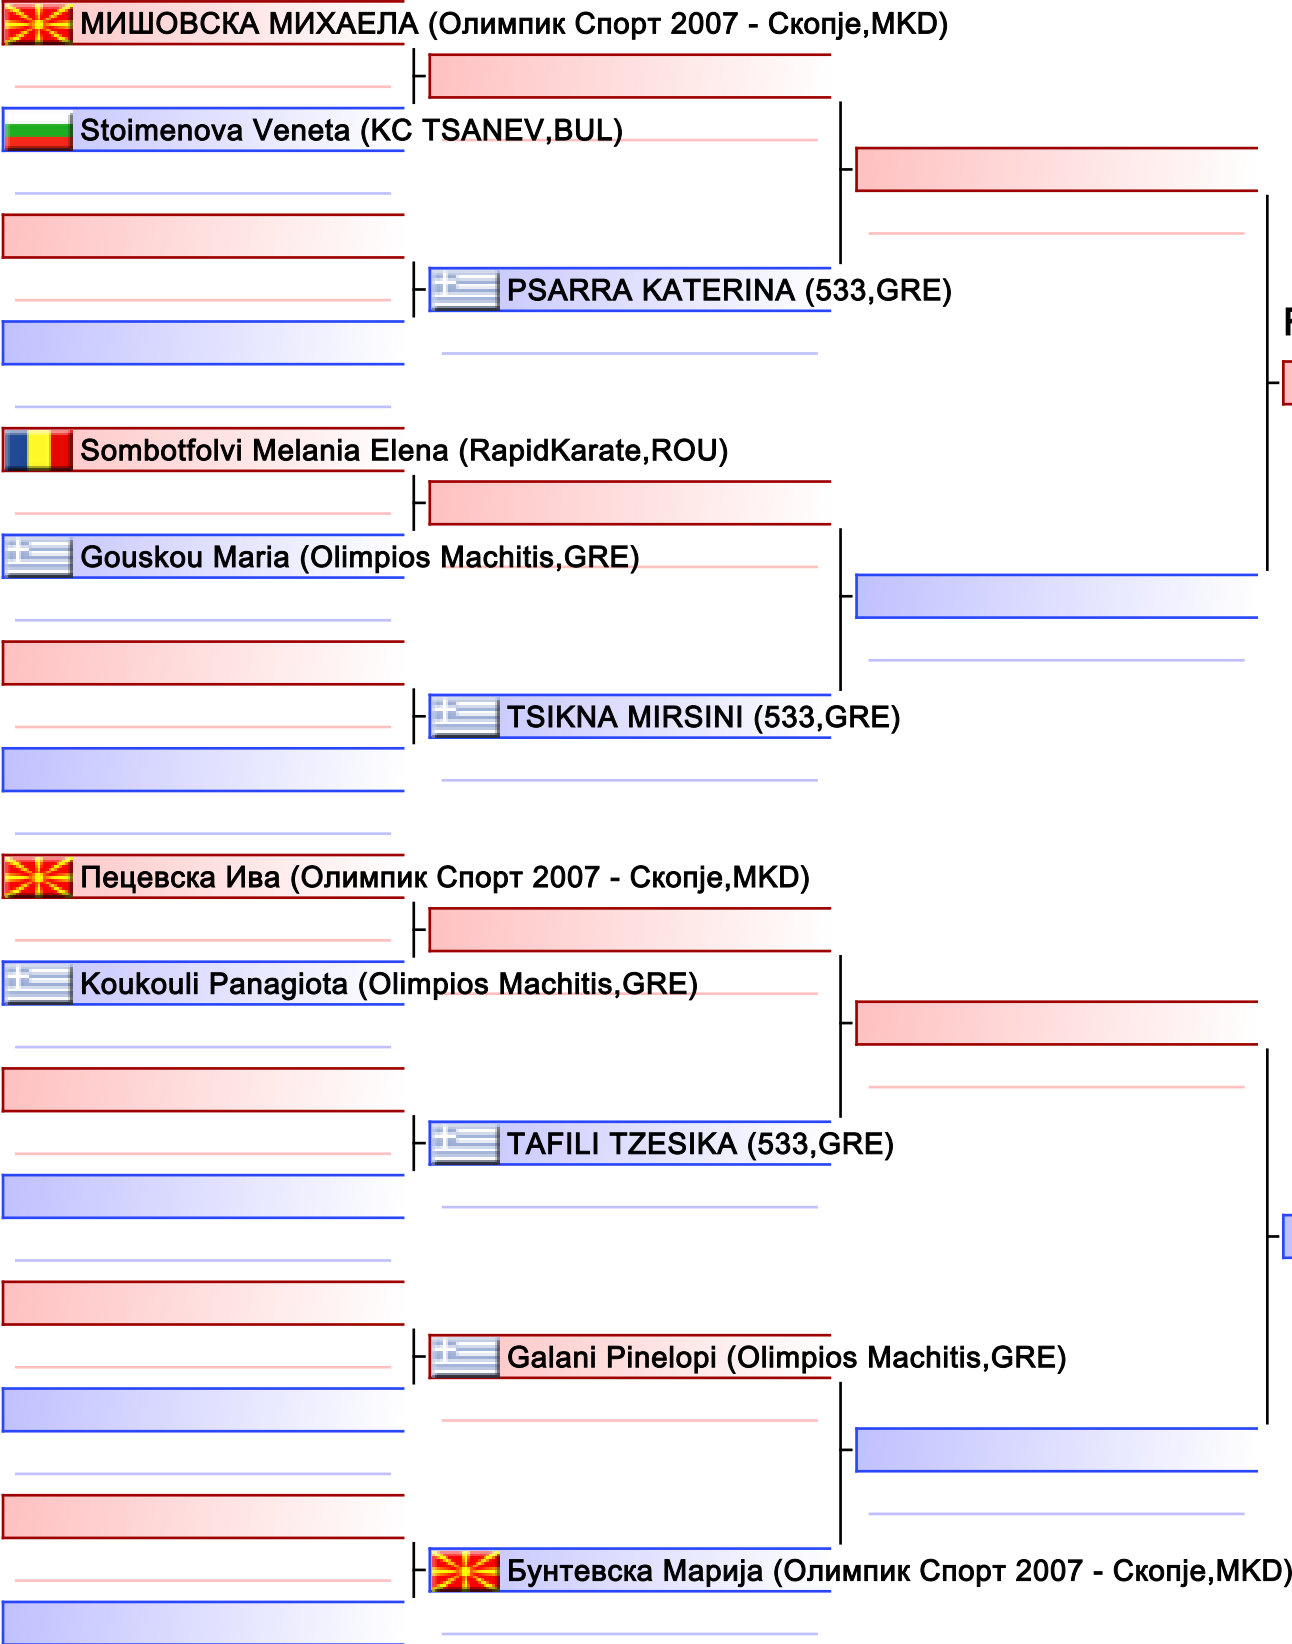 МИШОВСКА МИХАЕЛА (Олимпик Спорт 2007 - Скопје,MKD)
Stoimenova Veneta (KC TSANEV,BUL)
PSARRA KATERINA (533,GRE)
Sombotfolvi Melania Elena (RapidKarate,ROU)
Gouskou Maria (Olimpios Machitis,GRE)
TSIKNA MIRSINI (533,GRE)
Пецевска Ива (Олимпик Спорт 2007 - Скопје,MKD)
Koukouli Panagiota (Olimpios Machitis,GRE)
TAFILI TZESIKA (533,GRE)
Galani Pinelopi (Olimpios Machitis,GRE)
Бунтевска Марија (Олимпик Спорт 2007 - Скопје,MKD)